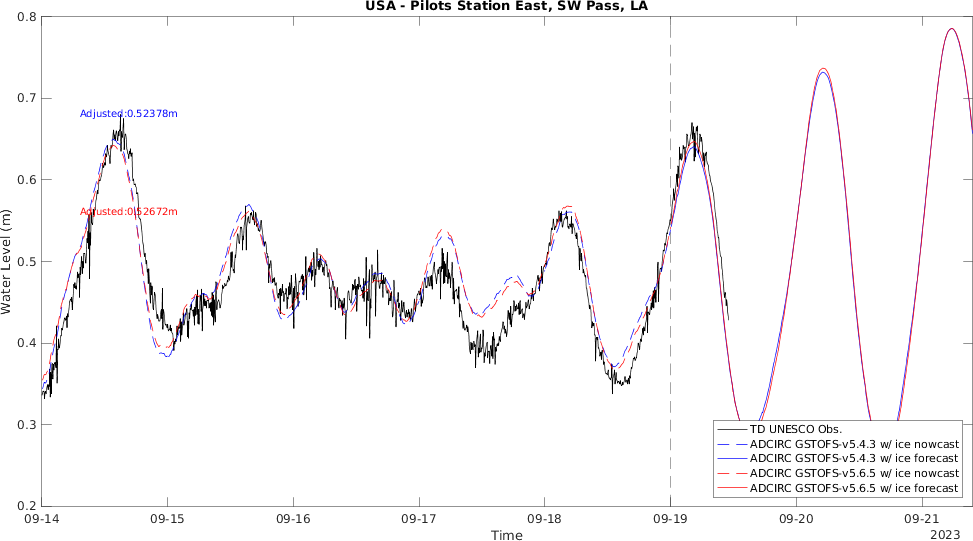 USA - Pilots Station East, SW Pass, LA
0.8
0.7
0.6
0.5
0.4
0.3
0.2
Water Level (m)
Adjusted:0.52378m
Adjusted:0.52672m
TD UNESCO Obs.
ADCIRC GSTOFS-v5.4.3 w/ ice nowcast
ADCIRC GSTOFS-v5.4.3 w/ ice forecast
ADCIRC GSTOFS-v5.6.5 w/ ice nowcast
ADCIRC GSTOFS-v5.6.5 w/ ice forecast
09-14 09-15 09-16 09-17 09-18 09-19 09-20 09-21
Time
2023